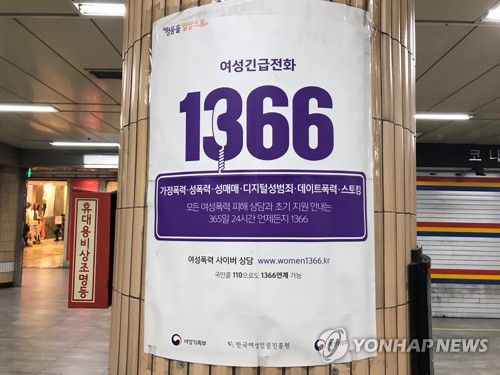 평등을 일상으로
여성긴급전화
1366
가정폭력·성폭력·성매매·디지털성범죄·데이트폭력·스토킹
모든 여성폭력 피해 상담과 초기 지원 안내는
365일 24시간 언제든지 1366
여성폭력 사이버 상담 www.women1366.kr
국민콜 110으로도 1366연계 가능
여성가족부
한국여성인권진흥원
휴대용비상조명등
코
YONHAP NEWS